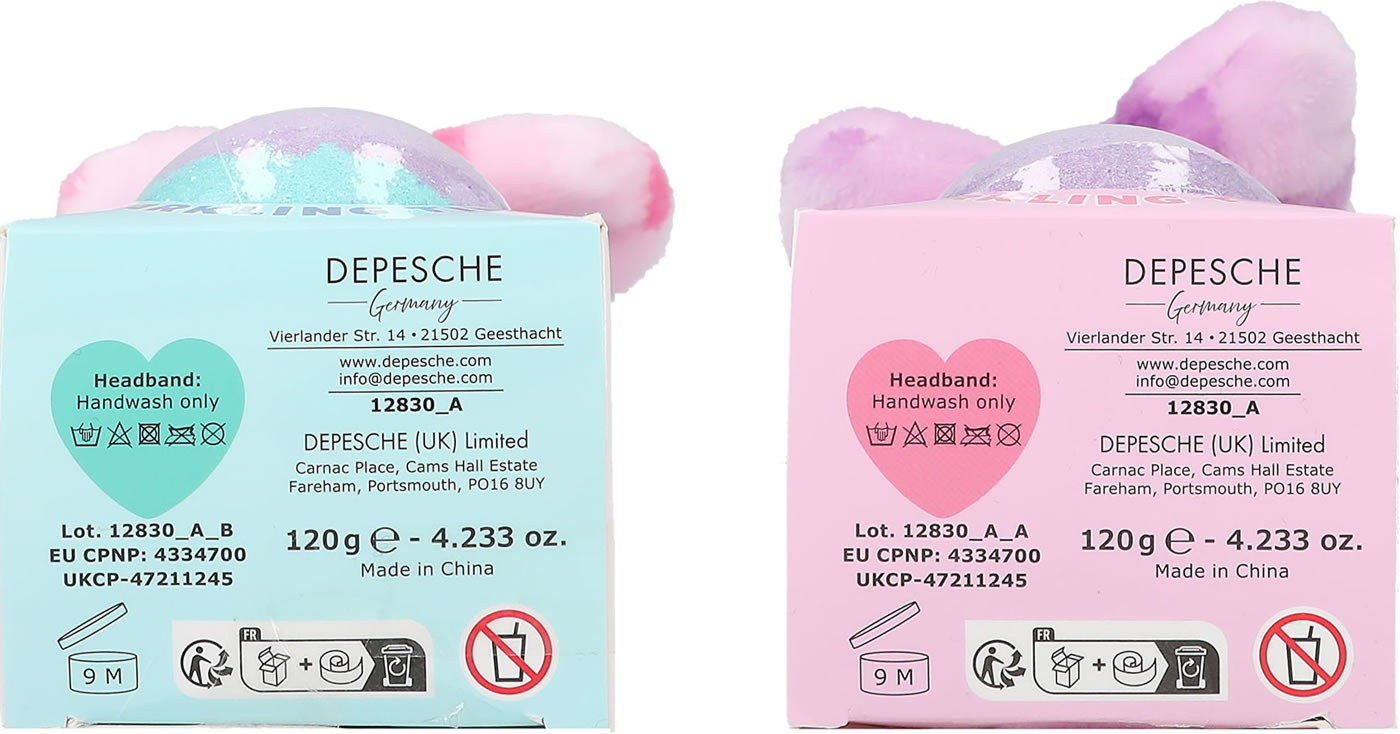 RKLING
DEPESCHE
Germany
Vierlander Str. 14 • 21502 Geesthacht
www.depesche.com
info@depesche.com
12830_A
Headband:
Handwash only
DEPESCHE (UK) Limited
Carnac Place, Cams Hall Estate
Fareham, Portsmouth, PO16 8UY
Lot. 12830_A_B
EU CPNP: 4334700
UKCP-47211245
120g ℮ - 4.233 oz.
Made in China
9 M
FR
+
KLING
DEPESCHE
Germany
Vierlander Str. 14 • 21502 Geesthacht
www.depesche.com
info@depesche.com
12830_A
Headband:
Handwash only
DEPESCHE (UK) Limited
Carnac Place, Cams Hall Estate
Fareham, Portsmouth, PO16 8UY
Lot. 12830_A_A
EU CPNP: 4334700
UKCP-47211245
120g ℮ - 4.233 oz.
Made in China
9 M
FR
+